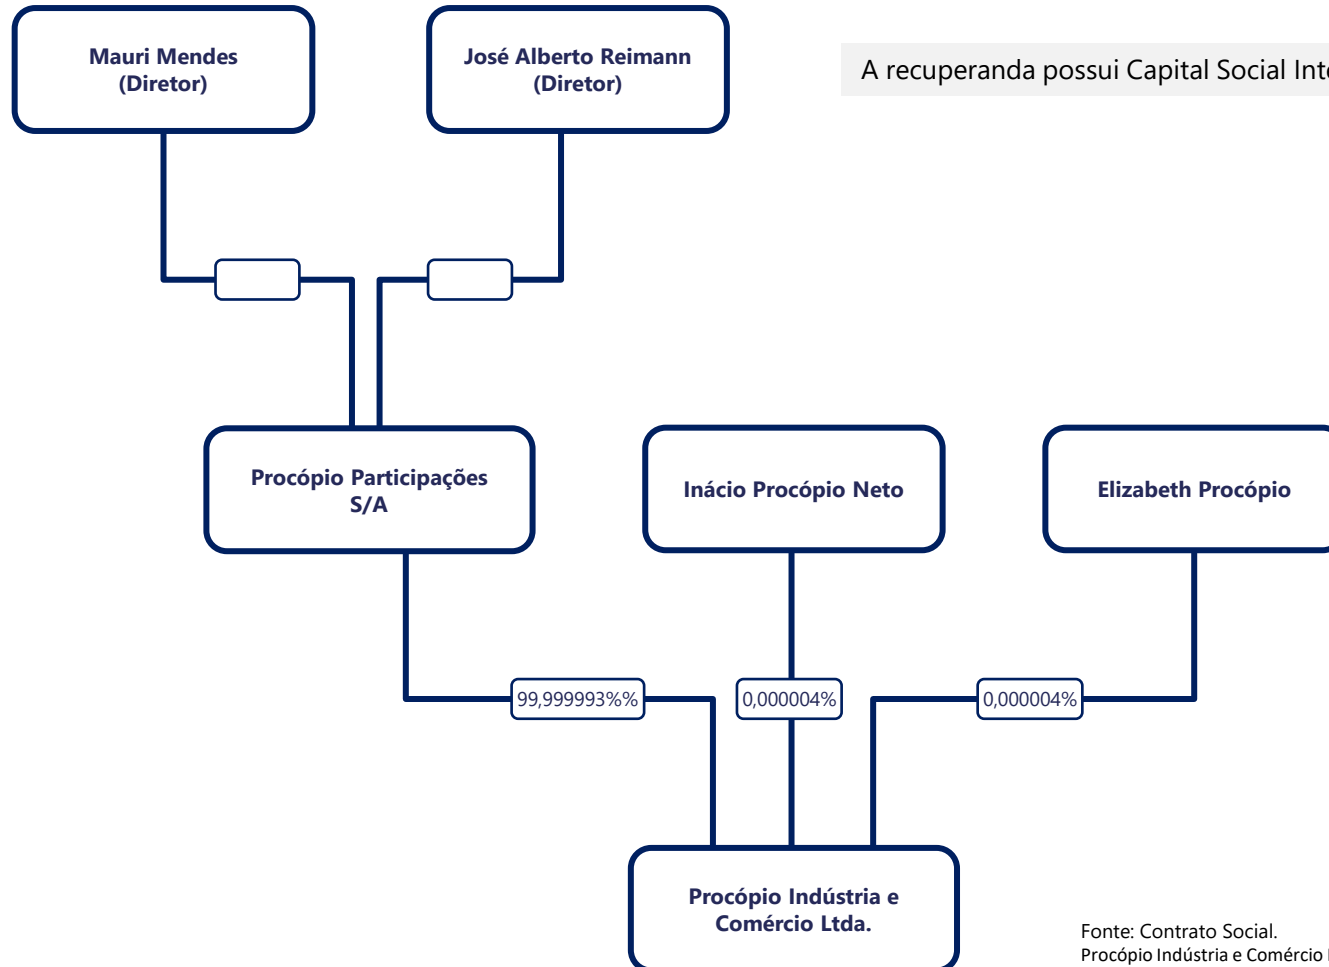 Mauri Mendes
(Diretor)
José Alberto Reimann
(Diretor)
A recuperanda possui Capital Social
Procópio Participações
S/A
Inácio Procópio Neto
Elizabeth Procópio
99,999993%%
0,000004%
0,000004%
Procópio Indústria e
Comércio Ltda.
Fonte: Contrato Social.
Procópio Indústria e Comércio